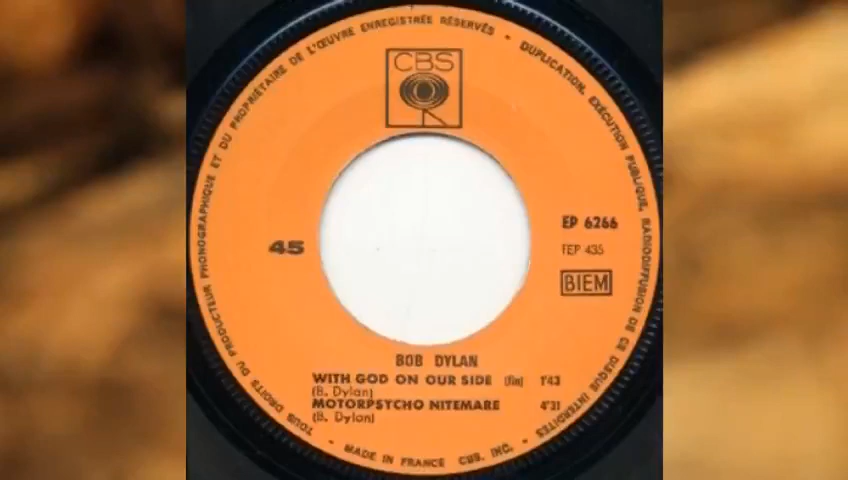 TOUS DROITS DU PRODUCTEUR PHONOGRAPHIQUE ET DU PROPRIÉTAIRE DE L'ŒUVRE ENREGISTRÉE RÉSERVÉS - DUPLICATION, EXÉCUTION PUBLIQUE, RADIODIFFUSION DE CE DISQUE INTERDITES -
CBS
EP 6266
45
FEP 435
BIEM
BOB DYLAN
WITH GOD ON OUR SIDE (fin) 1'43
(B. Dylan)
MOTORPSYCHO NITEMARE 4'31
(B. Dylan)
- MADE IN FRANCE CBS. INC. -